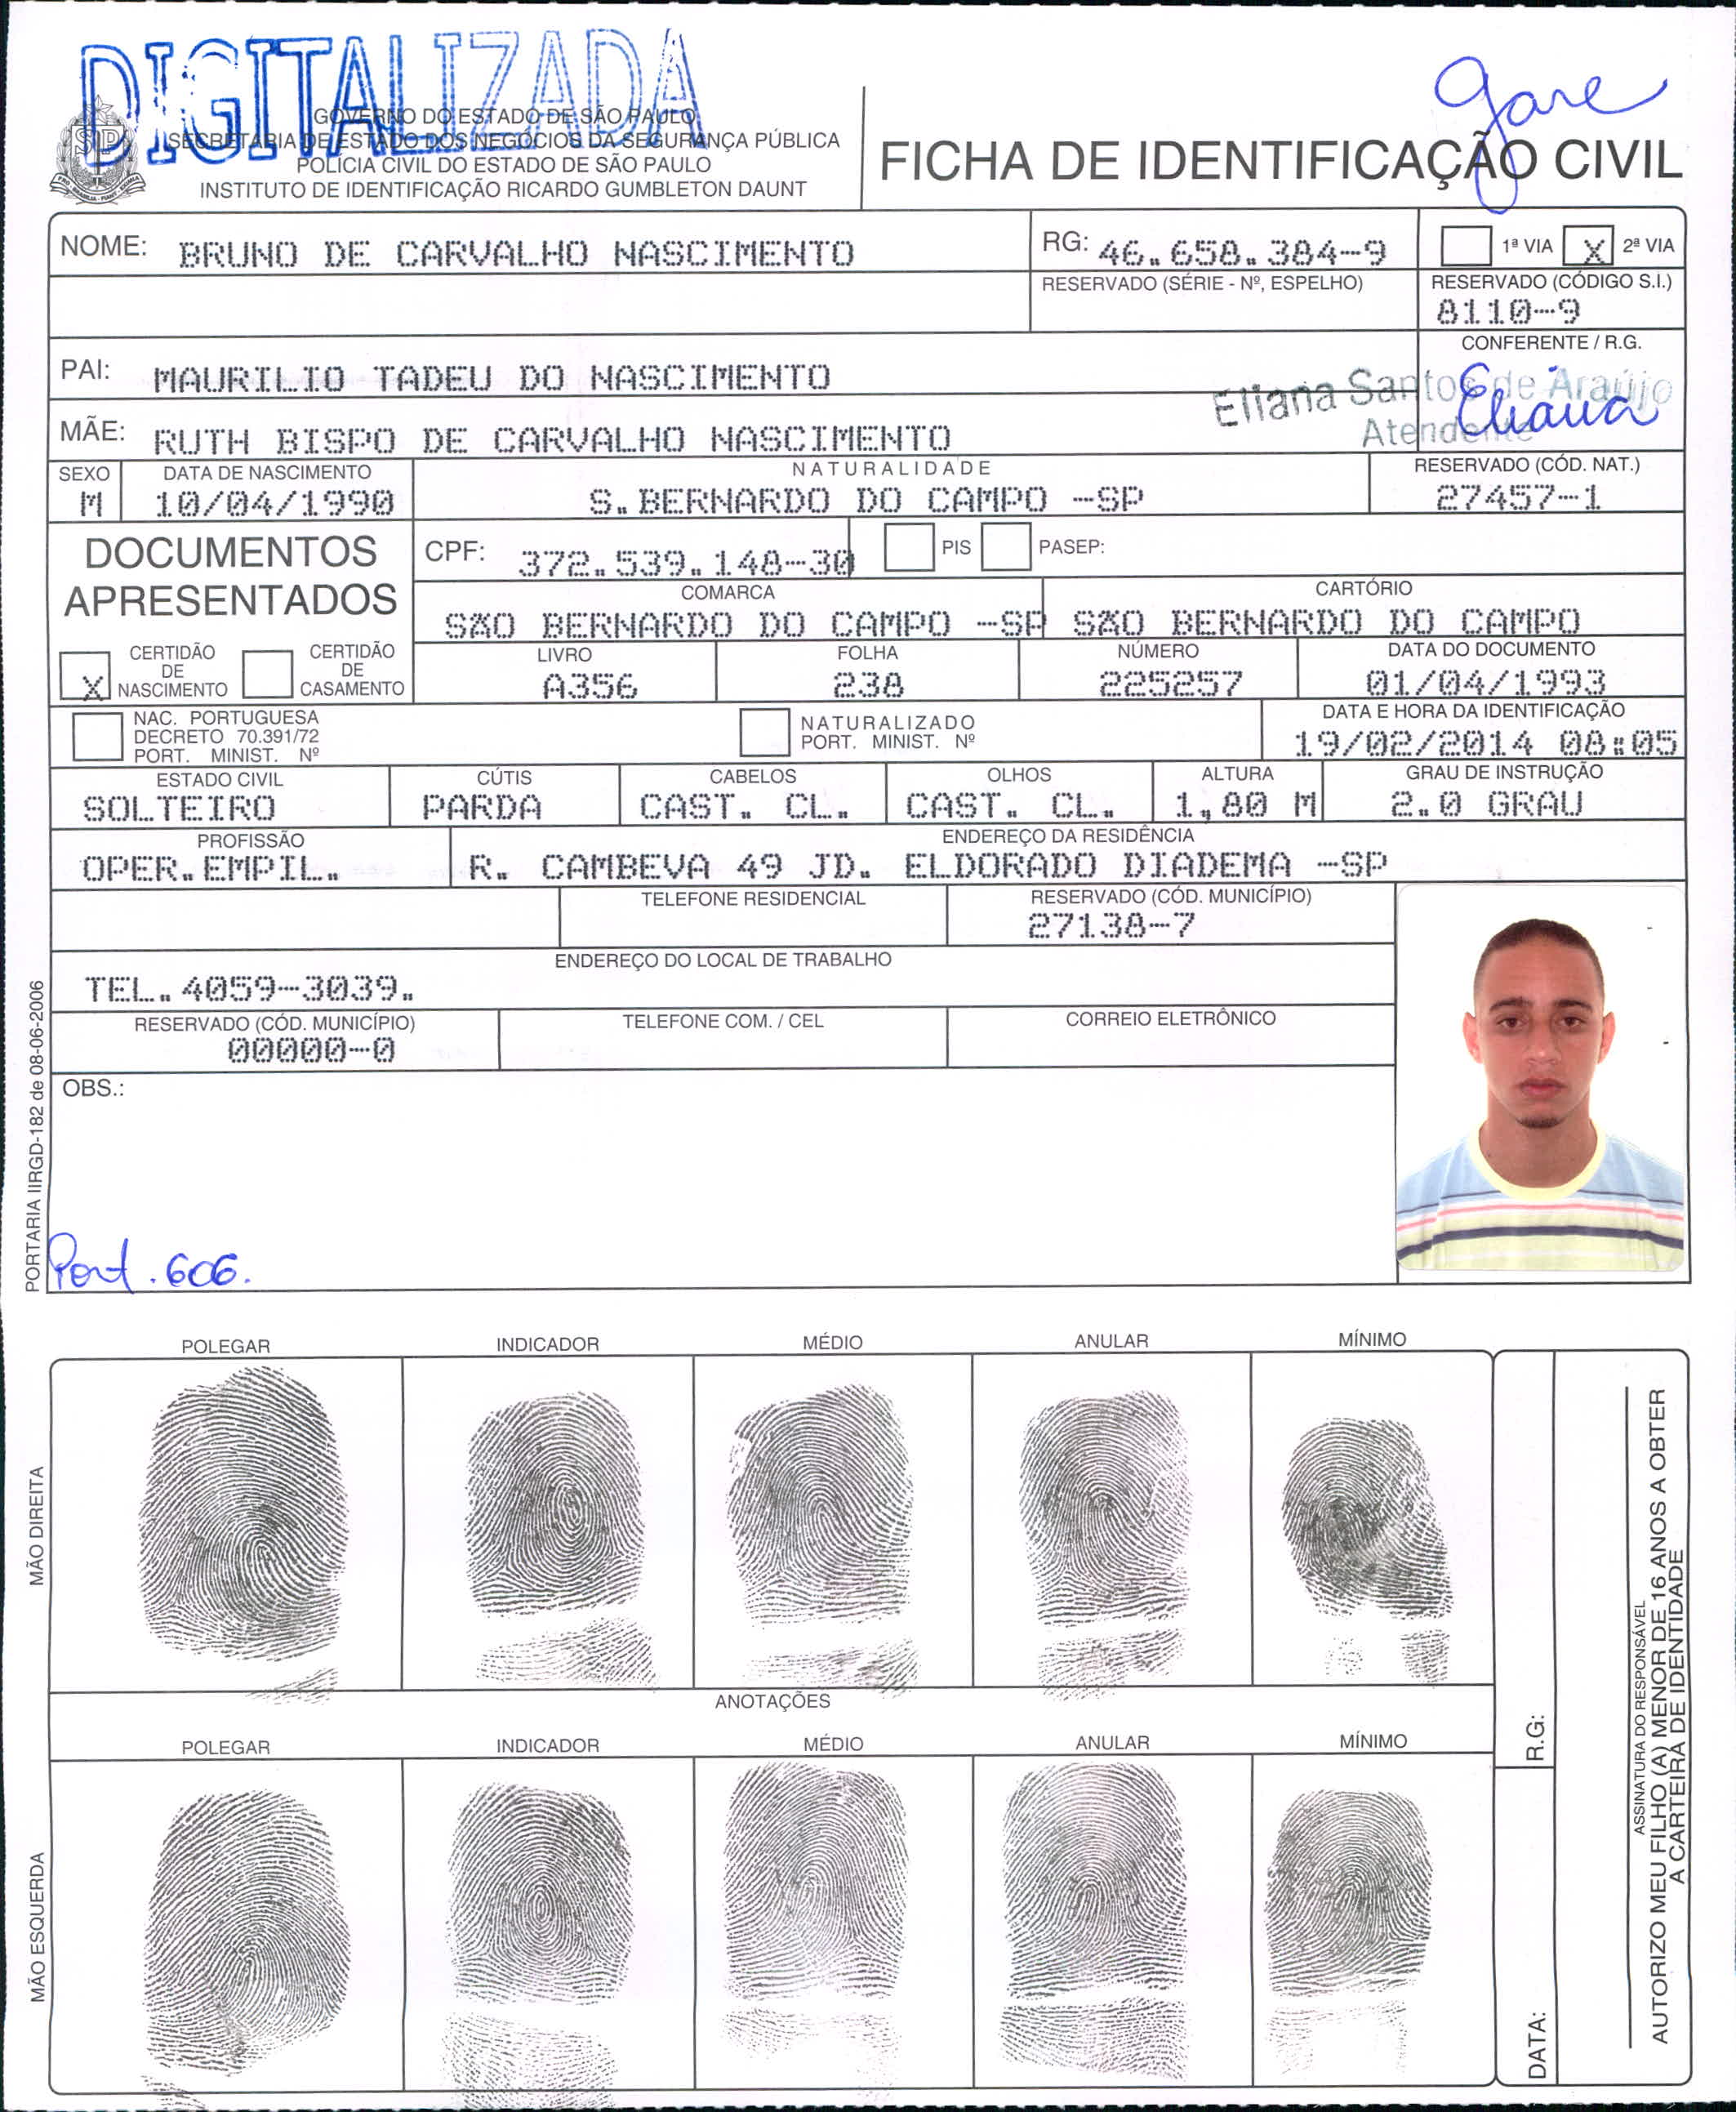 DIGITALIZADA
gare
GOVERNO DO ESTADO DE SÃO PAULO
SECRETARIA DE ESTADO DOS NEGÓCIOS DA SEGURANÇA PÚBLICA
POLÍCIA CIVIL DO ESTADO DE SÃO PAULO
INSTITUTO DE IDENTIFICAÇÃO RICARDO GUMBLETON DAUNT
FICHA DE IDENTIFICAÇÃO CIVIL
NOME: BRUNO DE CARVALHO NASCIMENTO
RG: 46.658.384-9
1ª VIA X 2ª VIA
RESERVADO (SÉRIE - Nº, ESPELHO)
RESERVADO (CÓDIGO S.I.)
8110-9
CONFERENTE / R.G.
PAI: MAURILIO TADEU DO NASCIMENTO
Eliana Santos de Araújo
Atendente
Eliana
MÃE: RUTH BISPO DE CARVALHO NASCIMENTO
SEXO
M
DATA DE NASCIMENTO
10/04/1990
NATURALIDADE
S.BERNARDO DO CAMPO -SP
RESERVADO (CÓD. NAT.)
27457-1
DOCUMENTOS
APRESENTADOS
CPF: 372.539.148-30
PIS
PASEP:
COMARCA
SÃO BERNARDO DO CAMPO -SP
CARTÓRIO
SÃO BERNARDO DO CAMPO
X CERTIDÃO
DE
NASCIMENTO
CERTIDÃO
DE
CASAMENTO
LIVRO
A356
FOLHA
238
NÚMERO
225257
DATA DO DOCUMENTO
01/04/1993
NAC. PORTUGUESA
DECRETO 70.391/72
PORT. MINIST. Nº
NATURALIZADO
PORT. MINIST. Nº
DATA E HORA DA IDENTIFICAÇÃO
19/02/2014 08:05
ESTADO CIVIL
SOLTEIRO
CÚTIS
PARDA
CABELOS
CAST. CL.
OLHOS
CAST. CL.
ALTURA
1,80 M
GRAU DE INSTRUÇÃO
2.0 GRAU
PROFISSÃO
OPER.EMPIL.
ENDEREÇO DA RESIDÊNCIA
R. CAMBEVA 49 JD. ELDORADO DIADEMA -SP
TELEFONE RESIDENCIAL
RESERVADO (CÓD. MUNICÍPIO)
27138-7
ENDEREÇO DO LOCAL DE TRABALHO
TEL.4059-3039.
RESERVADO (CÓD. MUNICÍPIO)
00000-0
TELEFONE COM. / CEL
CORREIO ELETRÔNICO
OBS.:
Port. 606.
PORTARIA IIRGD-182 de 08-06-2006
POLEGAR INDICADOR MÉDIO ANULAR MÍNIMO
MÃO DIREITA
ANOTAÇÕES
POLEGAR INDICADOR MÉDIO ANULAR MÍNIMO
MÃO ESQUERDA
R.G:
DATA:
ASSINATURA DO RESPONSÁVEL
AUTORIZO MEU FILHO (A) MENOR DE 16 ANOS A OBTER
A CARTEIRA DE IDENTIDADE